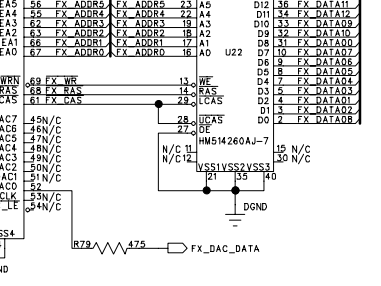 EA5 56 FX_ADDR5 FX_ADDR5 23 A5 D12 36 FX_DATA11
EA4 55 FX_ADDR4 FX_ADDR4 22 A4 D11 34 FX_DATA12
EA3 FX_ADDR3 FX_ADDR3 19 A3 D10 33 FX_DATA13
EA2 FX_ADDR2 FX_ADDR2 18 A2 D9 32 FX_DATA14
EA1 66 FX_ADDR1 FX_ADDR1 17 A1 D8 31 FX_DATA00
EA0 67 FX_ADDR0 FX_ADDR0 16 A0 U22 D7 10 FX_DATA07
D6 9 FX_DATA06
D5 8 FX_DATA05
WRN 69 FX_WR 13 WE D4 7 FX_DATA04
RAS 68 FX_RAS 14 RAS D3 5 FX_DATA03
CAS 61 FX_CAS 29 LCAS D2 4 FX_DATA01
D1 3 FX_DATA02
AC7 45 N/C 28 UCAS D0 2 FX_DATA08
AC6 46 N/C 27 OE
AC5 47 N/C HM514260AJ-7
AC4 48 N/C N/C 11 15 N/C
AC3 49 N/C N/C 12 30 N/C
AC2 50 N/C VSS1 VSS2 VSS3
AC1 51 N/C 21 35 40
AC0 52
CLK 53 N/C
_LE 54 N/C DGND
SS4 R79 475 FX_DAC_DATA
ND